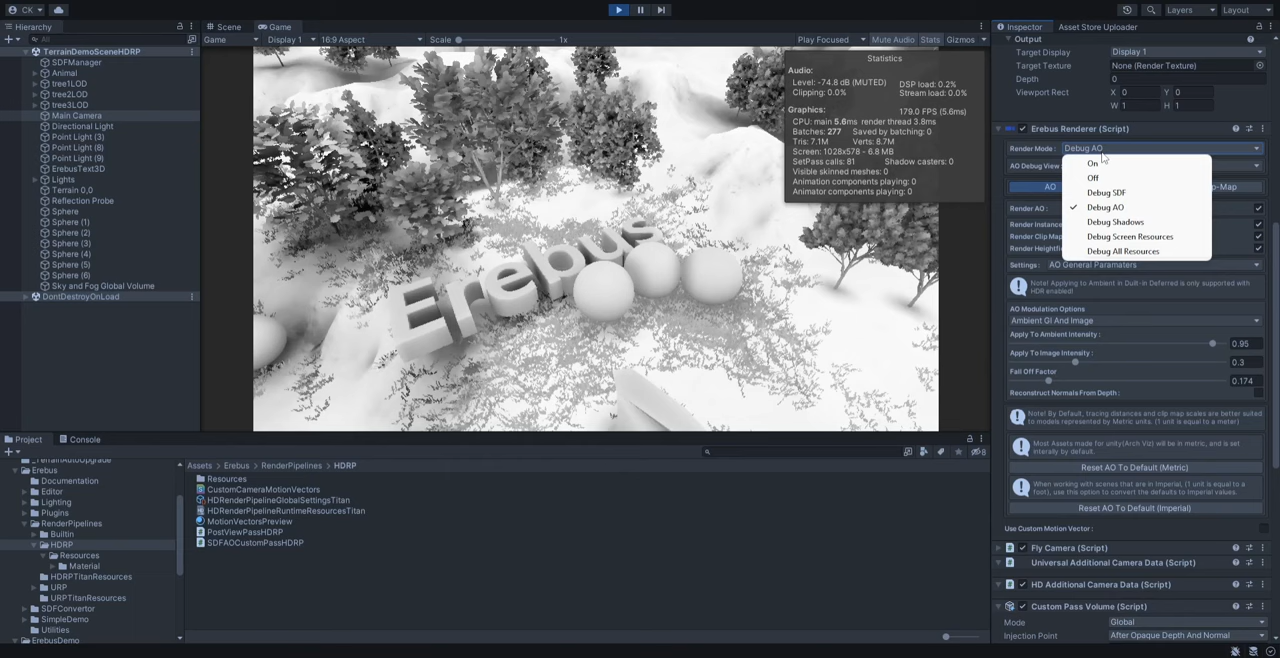 CK
Layers
Layout
Hierarchy
Scene
Game
Inspector
Asset Store Uploader
All
Game
Display 1
16:9 Aspect
Scale
1x
Play Focused
Mute Audio
Stats
Gizmos
TerrainDemoSceneHDRP
SDFManager
Animal
tree1LOD
tree2LOD
tree3LOD
Main Camera
Directional Light
Point Light (3)
Point Light (8)
Point Light (9)
ErebusText3D
Lights
Terrain 0,0
Reflection Probe
Sphere
Sphere (1)
Sphere (2)
Sphere (3)
Sphere (4)
Sphere (5)
Sphere (6)
Sky and Fog Global Volume
DontDestroyOnLoad
Erebus
Statistics
Audio:
Level: -74.8 dB (MUTED)
DSP load: 0.2%
Clipping: 0.0%
Stream load: 0.0%
Graphics:
179.0 FPS (5.6ms)
CPU: main 5.6ms render thread 3.8ms
Batches: 277 Saved by batching: 0
Tris: 7.1M Verts: 8.7M
Screen: 1028x578 - 6.8 MB
SetPass calls: 81 Shadow casters: 0
Visible skinned meshes: 0
Animation components playing: 0
Animator components playing: 0
Output
Target Display
Display 1
Target Texture
None (Render Texture)
Depth
0
Viewport Rect
X 0 Y 0
W 1 H 1
Erebus Renderer (Script)
Render Mode :
Debug AO
AO Debug View
On
Off
Debug SDF
Debug AO
Debug Shadows
Debug Screen Resources
Debug All Resources
AO
p-Map
Render AO :
Render Instance
Render Clip Map
Render Heightfie
Settings :
AO General Paramaters
Note! Applying to Ambient in Duilt-in Deferred is only supported with
HDR enabled!
AO Modulation Options
Ambient GI And Image
Apply To Ambient Intensity :
0.95
Apply To Image Intensity :
0.3
Fall Off Factor
0.174
Reconstruct Normals From Depth :
Note! By Default, tracing distances and clip map scales are better suited
to models represented by Metric units. (1 unit is equal to a meter)
Most Assets made for unity(Arch Viz) will be in metric, and is set
interally by default.
Reset AO To Default (Metric)
When working with scenes that are in Imperial, (1 unit is equal to a
foot), use this option to convert the defaults to Imperial values.
Reset AO To Default (Imperial)
Use Custom Motion Vector :
Fly Camera (Script)
Universal Additional Camera Data (Script)
HD Additional Camera Data (Script)
Custom Pass Volume (Script)
Mode
Global
Injection Point
After Opaque Depth And Normal
Project
Console
8
_TerrainAutoUpgrade
Erebus
Documentation
Editor
Lighting
Plugins
RenderPipelines
Builtin
HDRP
Resources
Material
HDRPTitanResources
URP
URPTitanResources
SDFConvertor
SimpleDemo
Utilities
ErebusDemo
Assets > Erebus > RenderPipelines > HDRP
Resources
CustomCameraMotionVectors
HDRenderPipelineGlobalSettingsTitan
HDRenderPipelineRuntimeResourcesTitan
MotionVectorsPreview
PostViewPassHDRP
SDFAOCustomPassHDRP